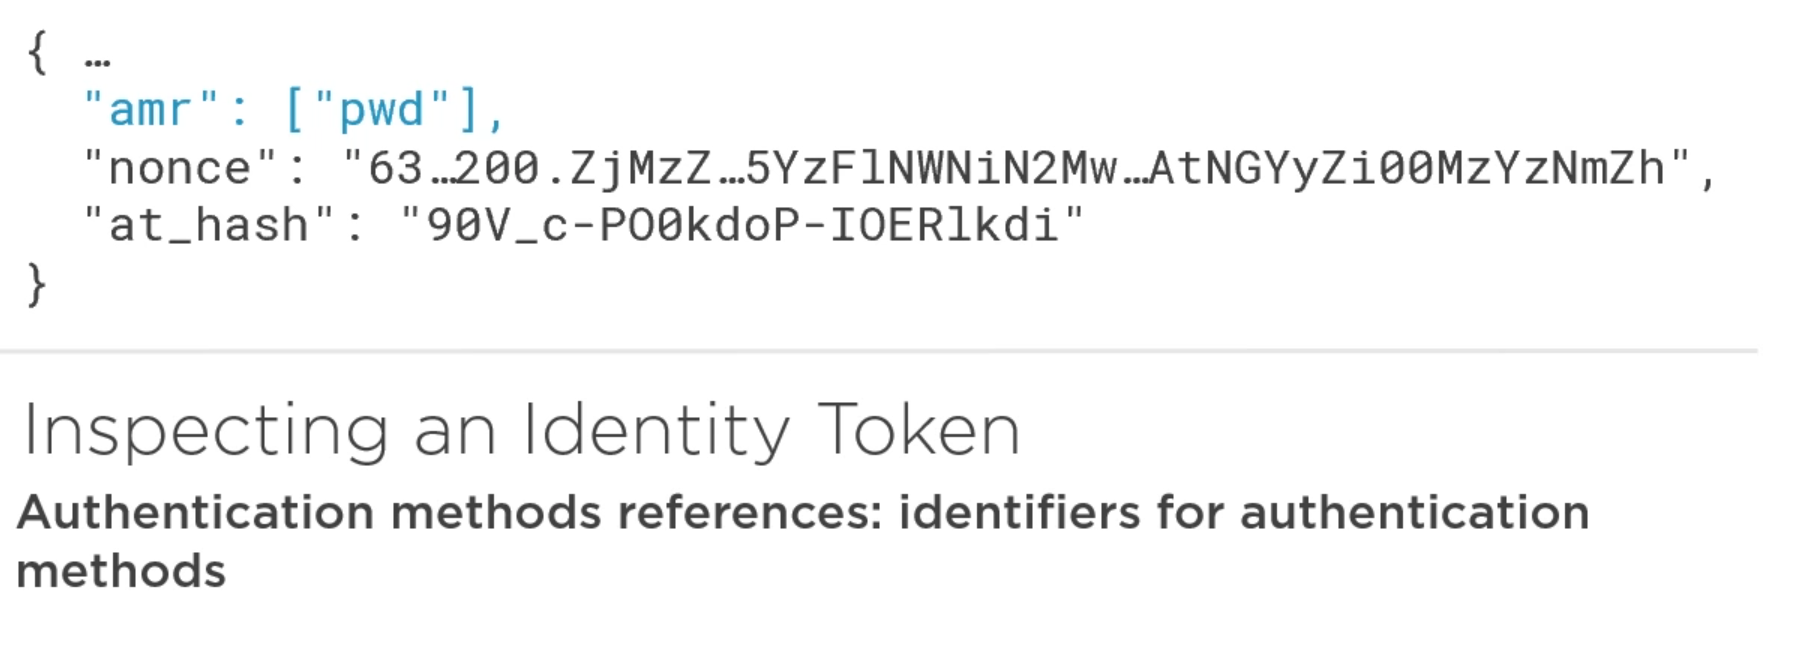 { …
"amr": ["pwd"],
"nonce": "63…200.ZjMzZ…5YzFlNWNiN2Mw…AtNGYyZi00MzYzNmZh",
"at_hash": "90V_c-PO0kdoP-IOERlkdi"
}
Inspecting an Identity Token
Authentication methods references: identifiers for authentication
methods